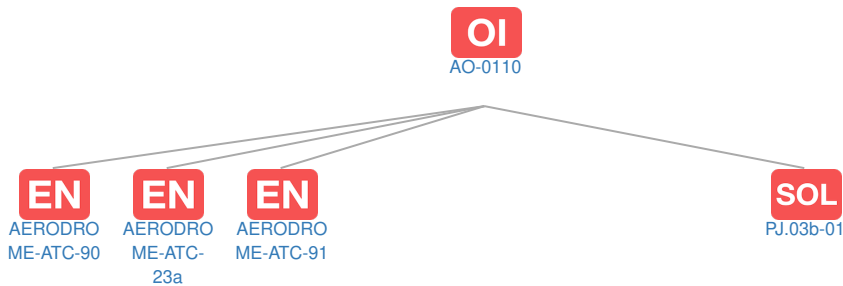 OI
AO-0110
EN
EN
EN
SOL
AERODRO
ME-ATC-90
AERODRO
ME-ATC-
23a
AERODRO
ME-ATC-91
PJ.03b-01